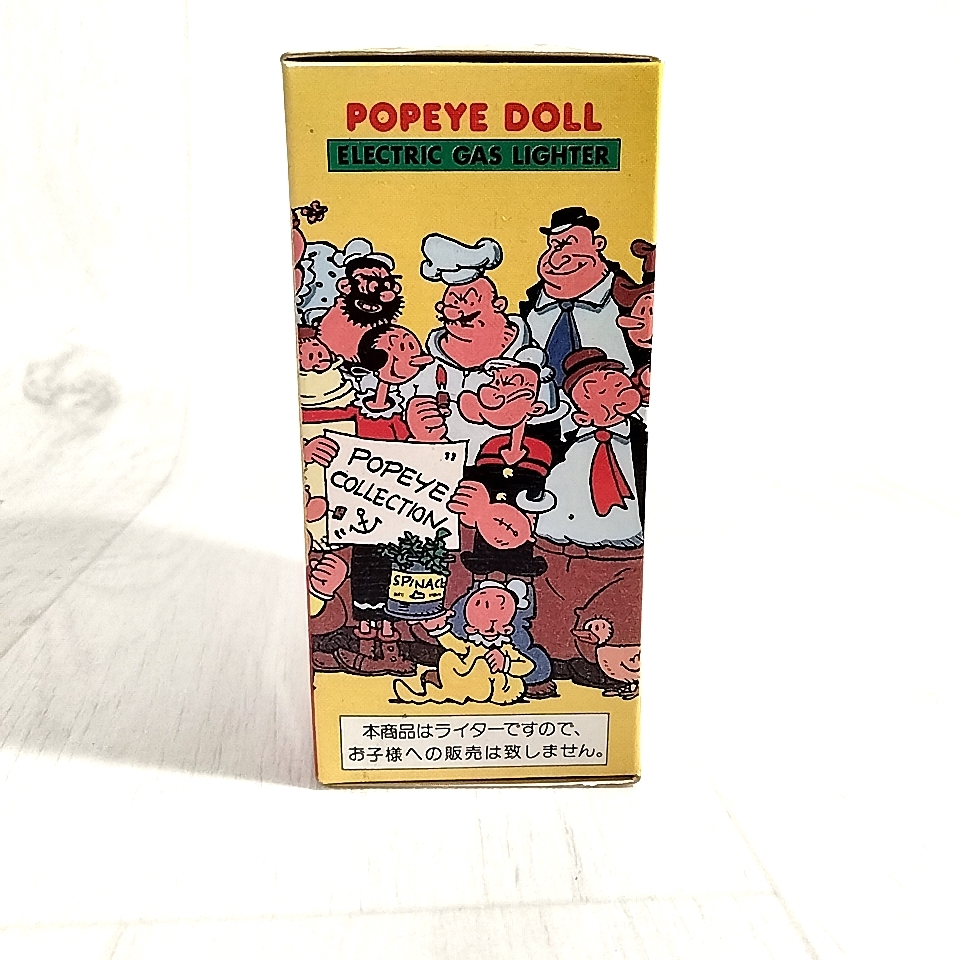 POPEYE DOLL
ELECTRIC GAS LIGHTER
"POPEYE
COLLECTION"
SPINACH
本商品はライターですので、
お子様への販売は致しません。